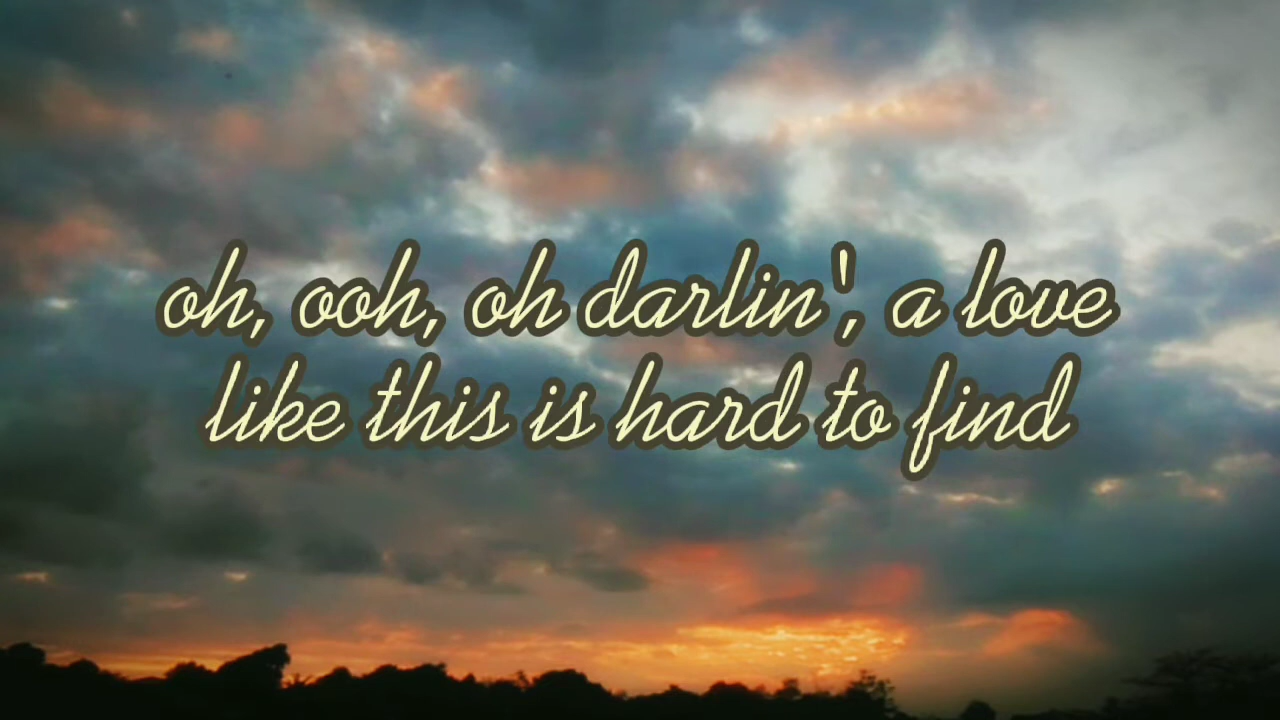 oh, ooh, oh darlin', a love
like this is hard to find